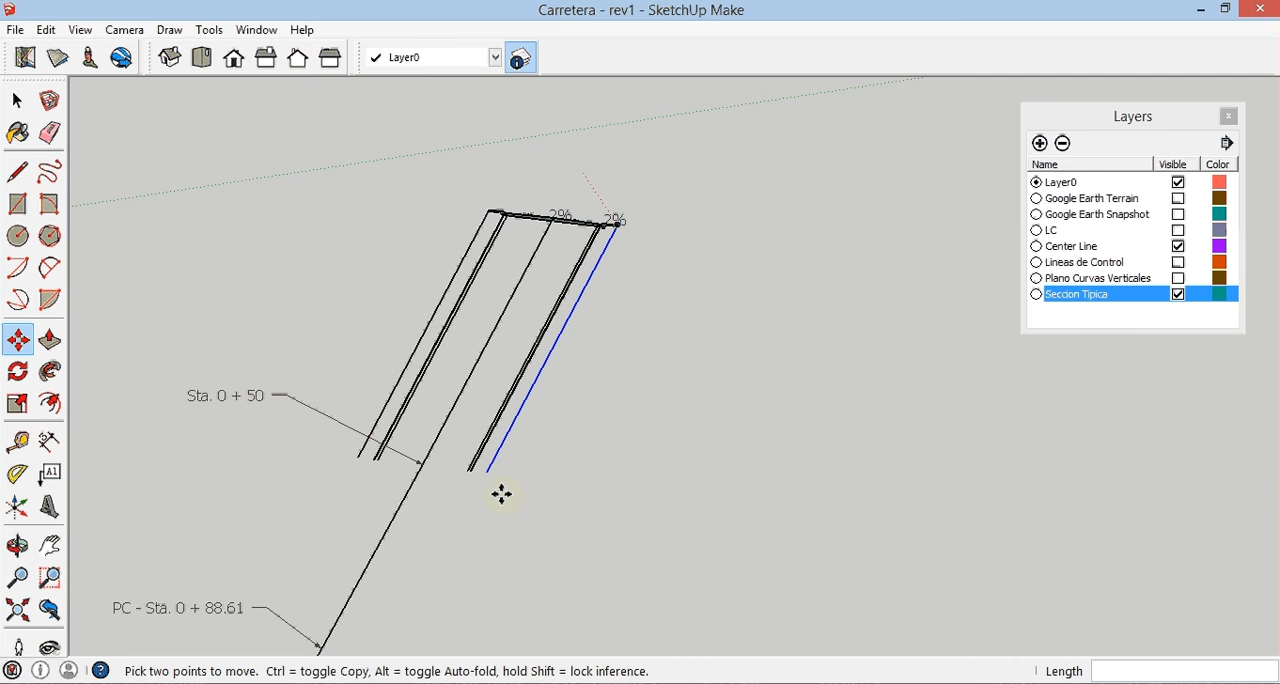 Carretera - rev1 - SketchUp Make
File Edit View Camera Draw Tools Window Help
Layer0
Layers
Name Visible Color
Layer0
Google Earth Terrain
Google Earth Snapshot
LC
Center Line
Lineas de Control
Plano Curvas Verticales
Seccion Tipica
2% 2%
Sta. 0 + 50
PC - Sta. 0 + 88.61
A1
Pick two points to move. Ctrl = toggle Copy, Alt = toggle Auto-fold, hold Shift = lock inference.
Length